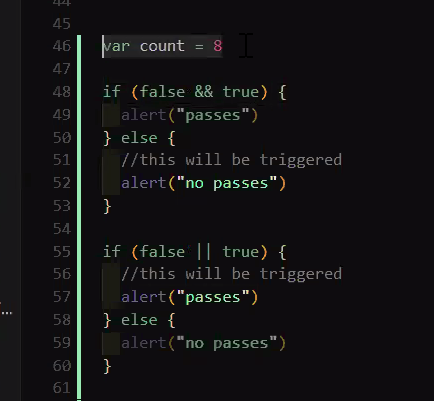 44
45
46 var count = 8
47
48 if (false && true) {
49 alert("passes")
50 } else {
51 //this will be triggered
52 alert("no passes")
53 }
54
55 if (false || true) {
56 //this will be triggered
57 alert("passes")
... 
58 } else {
59 alert("no passes")
60 }
61